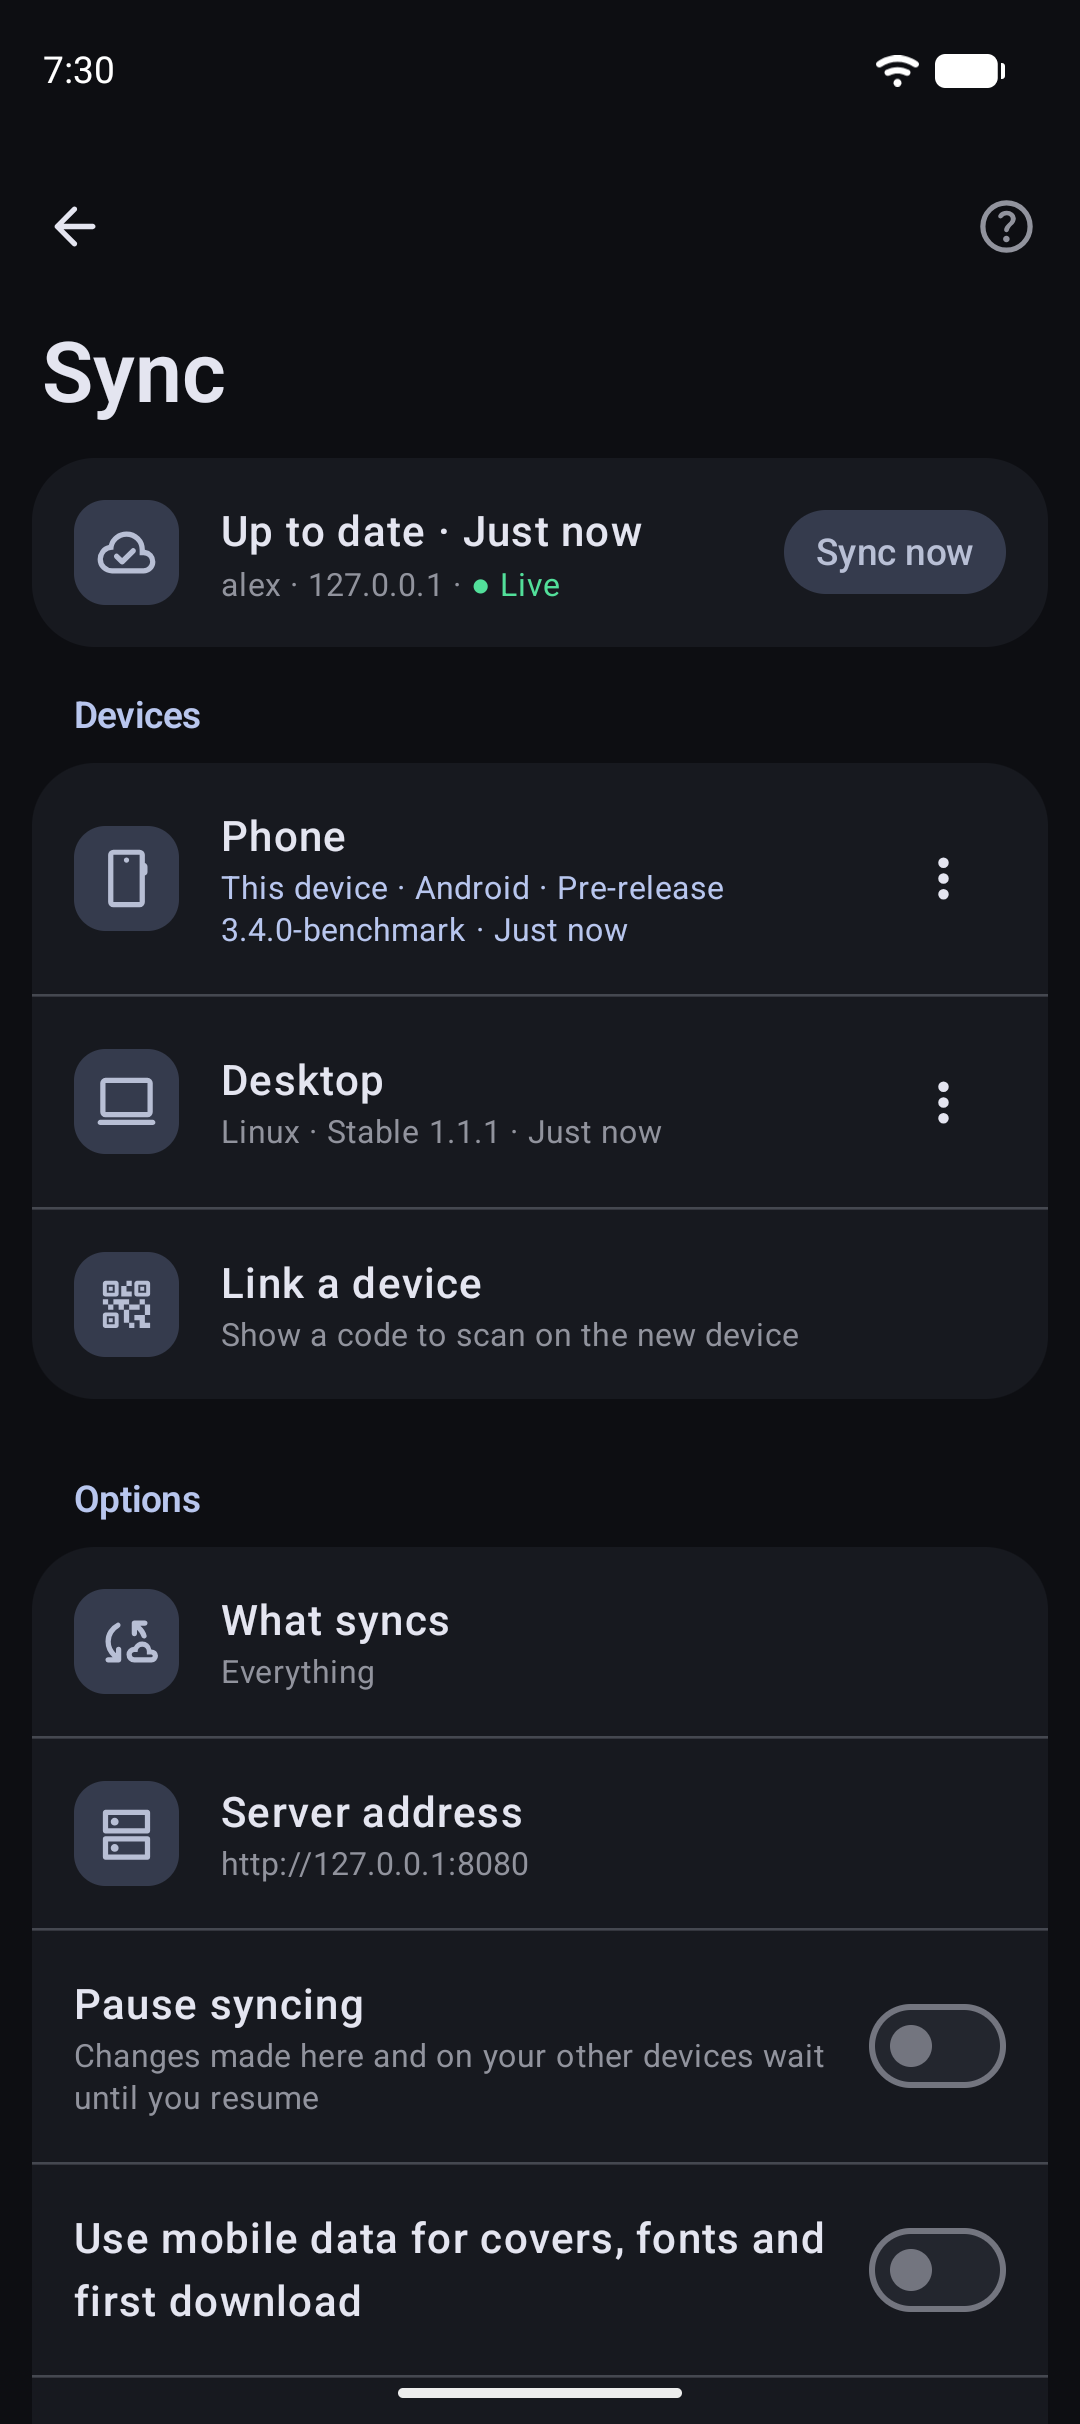 7:30
Sync
Up to date · Just now
alex · 127.0.0.1 · ● Live
Sync now
Devices
Phone
This device · Android · Pre-release
3.4.0-benchmark · Just now
Desktop
Linux · Stable 1.1.1 · Just now
Link a device
Show a code to scan on the new device
Options
What syncs
Everything
Server address
http://127.0.0.1:8080
Pause syncing
Changes made here and on your other devices wait
until you resume
Use mobile data for covers, fonts and
first download